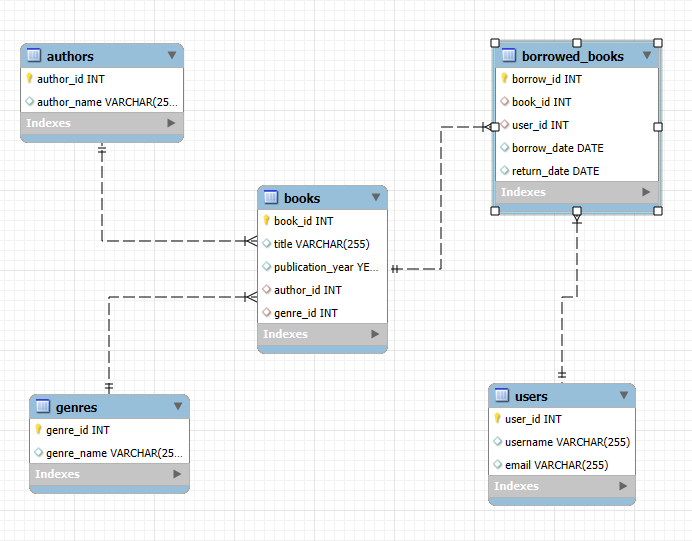 authors
author_id INT
author_name VARCHAR(25...
Indexes
borrowed_books
borrow_id INT
book_id INT
user_id INT
borrow_date DATE
return_date DATE
Indexes
books
book_id INT
title VARCHAR(255)
publication_year YE...
author_id INT
genre_id INT
Indexes
genres
genre_id INT
genre_name VARCHAR(25...
Indexes
users
user_id INT
username VARCHAR(255)
email VARCHAR(255)
Indexes